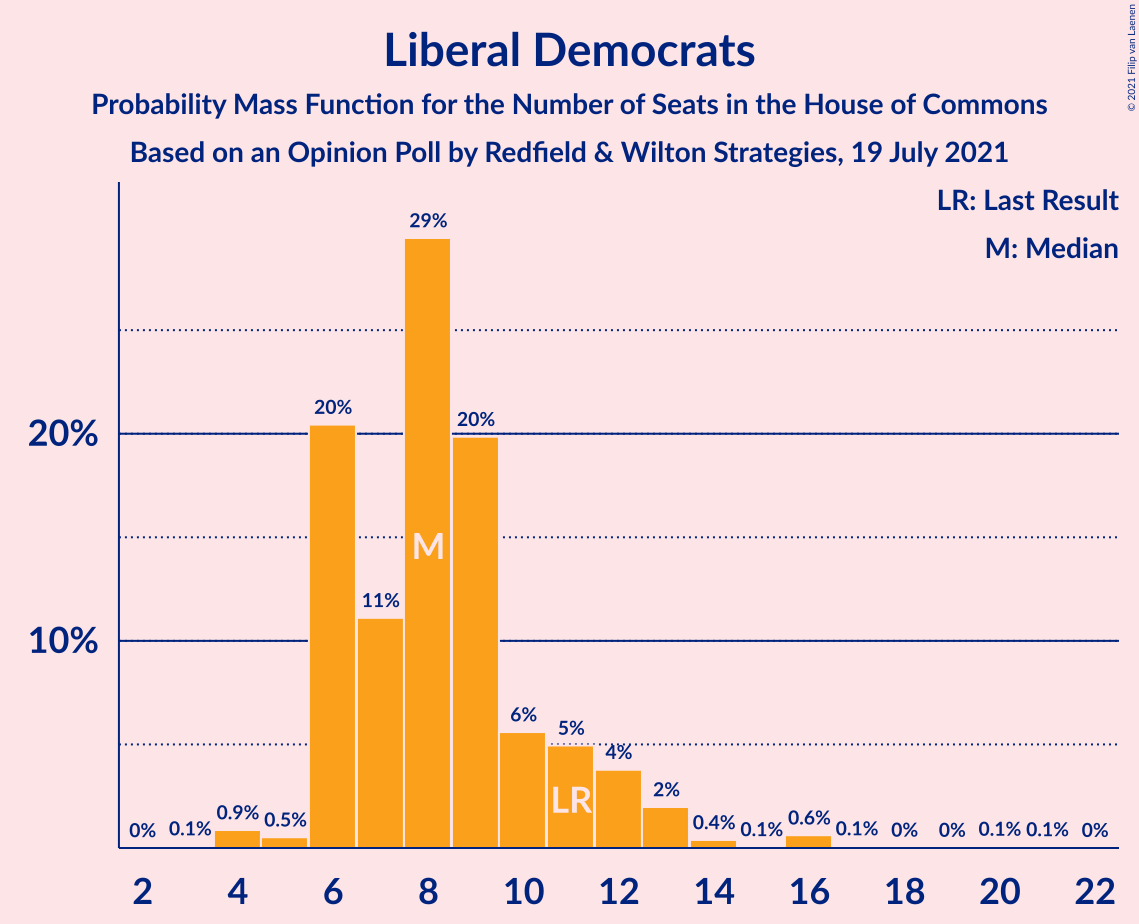 © 2021 Filip van Laenen
Liberal Democrats
Probability Mass Function for the Number of Seats in the House of Commons
Based on an Opinion Poll by Redfield & Wilton Strategies, 19 July 2021
LR: Last Result
M: Median
20%
10%
0% 0.1% 0.9% 0.5% 20% 11% 29% 20% 6% 5% 4% 2% 0.4% 0.1% 0.6% 0.1% 0% 0% 0.1% 0.1% 0%
M
LR
2 4 6 8 10 12 14 16 18 20 22